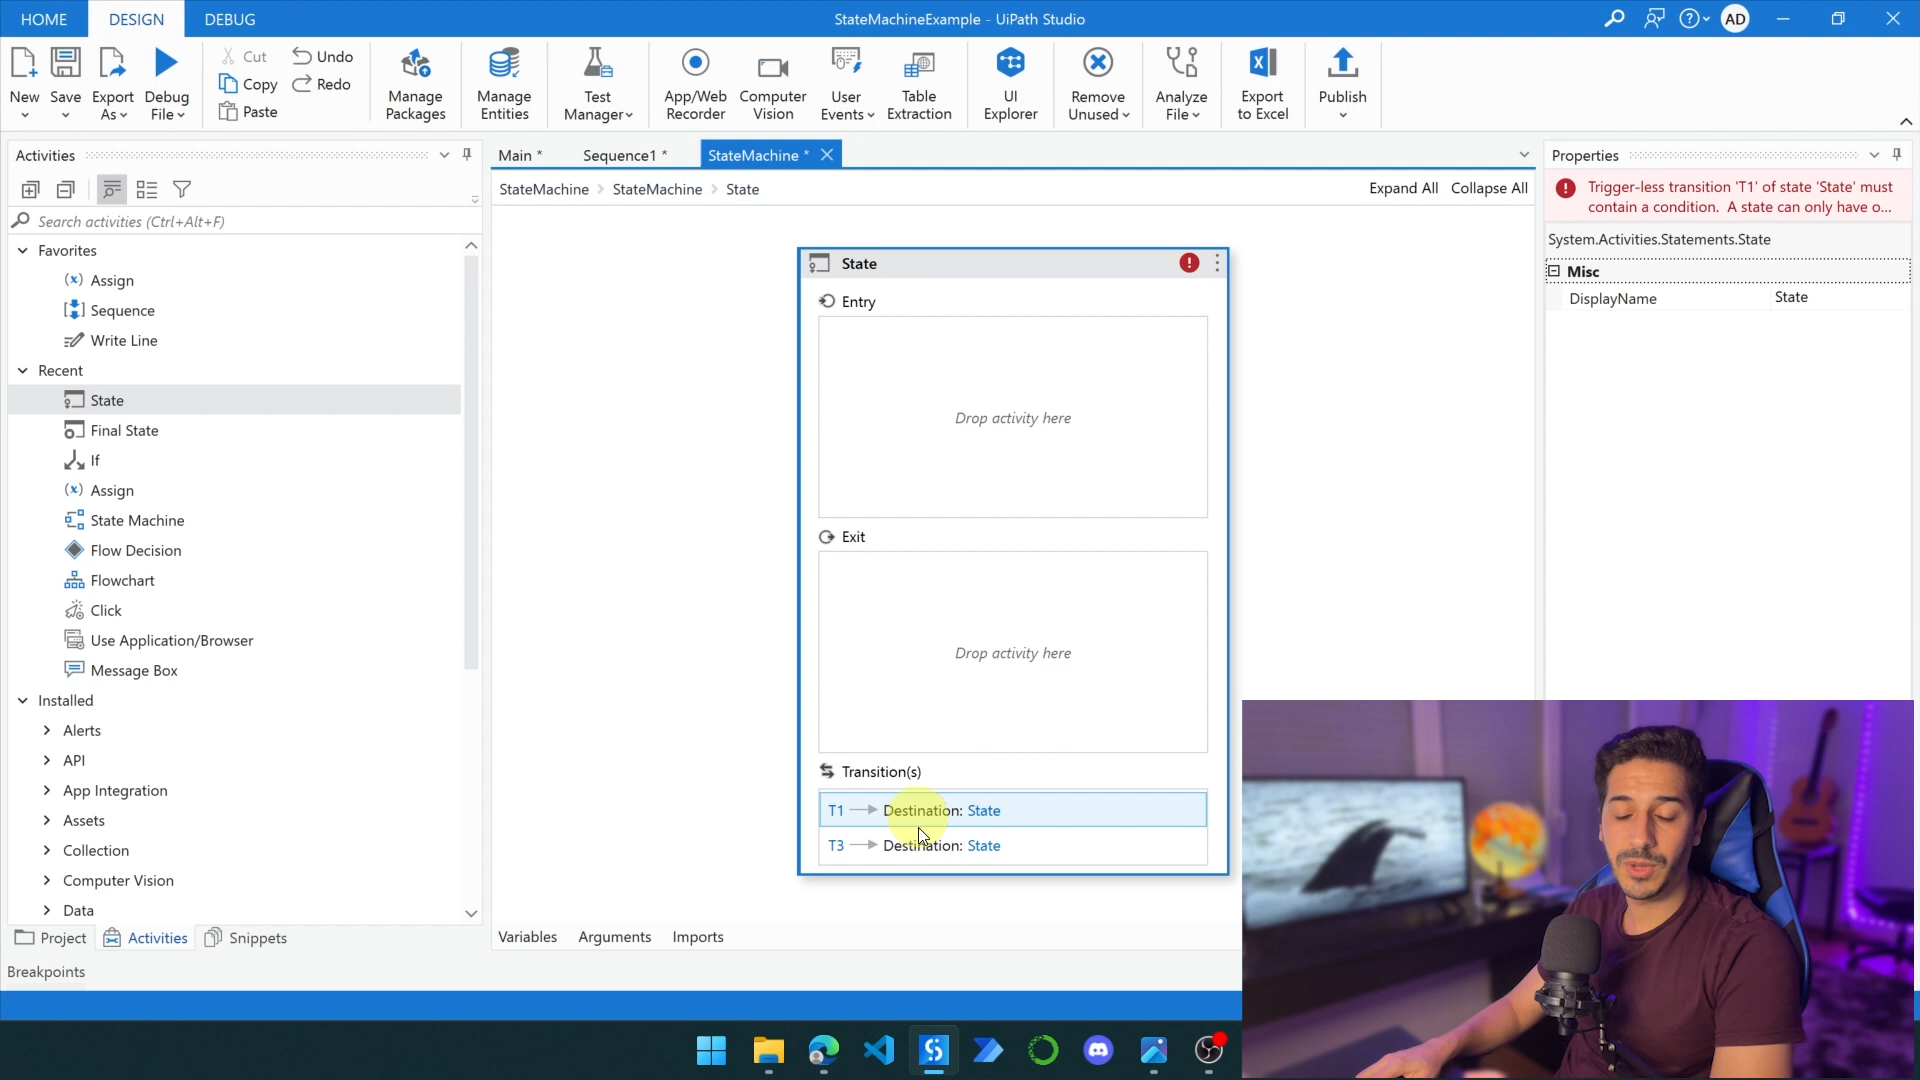 HOME
DESIGN
DEBUG
StateMachineExample - UiPath Studio
AD
New
Save
Export As
Debug File
Cut
Copy
Paste
Undo
Redo
Manage Packages
Manage Entities
Test Manager
App/Web Recorder
Computer Vision
User Events
Table Extraction
UI Explorer
Remove Unused
Analyze File
Export to Excel
Publish
Activities
Search activities (Ctrl+Alt+F)
Favorites
Assign
Sequence
Write Line
Recent
State
Final State
If
Assign
State Machine
Flow Decision
Flowchart
Click
Use Application/Browser
Message Box
Installed
Alerts
API
App Integration
Assets
Collection
Computer Vision
Data
Project
Activities
Snippets
Breakpoints
Main *
Sequence1 *
StateMachine *
StateMachine > StateMachine > State
Expand All
Collapse All
State
Entry
Drop activity here
Exit
Drop activity here
Transition(s)
T1 Destination: State
T3 Destination: State
Variables
Arguments
Imports
Properties
Trigger-less transition 'T1' of state 'State' must
contain a condition. A state can only have o...
System.Activities.Statements.State
Misc
DisplayName
State